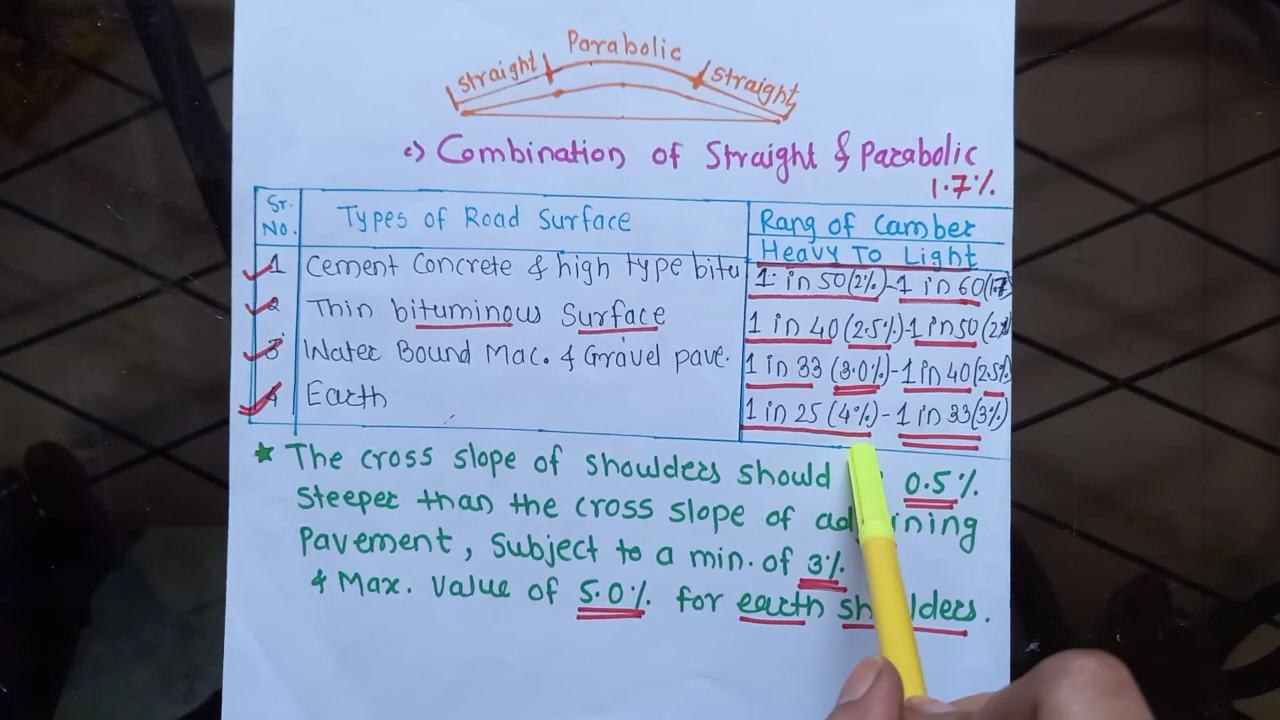 Parabolic
straight
straight
c) Combination of Straight & Parabolic
1.7%
Sr. No.
Types of Road Surface
Rang of Camber
Heavy To Light
1 Cement Concrete & high type bitu 1 in 50(2%)-1 in 60(1.7
2 Thin bituminous Surface 1 in 40(2.5%)-1 in 50(2%
3 Water Bound Mac. & Gravel pave. 1 in 33 (3.0%)-1 in 40(2.5%
4 Earth 1 in 25 (4%)-1 in 33(3%)
★ The cross slope of shoulders should 0.5%
steeper than the cross slope of
Pavement, Subject to a min. of 3%
& Max. Value of 5.0% for earth